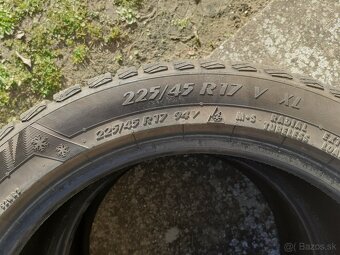 225/45 R17 V XL
225/45 R17 94V M+S RADIAL
TUBELESS
bazos.sk